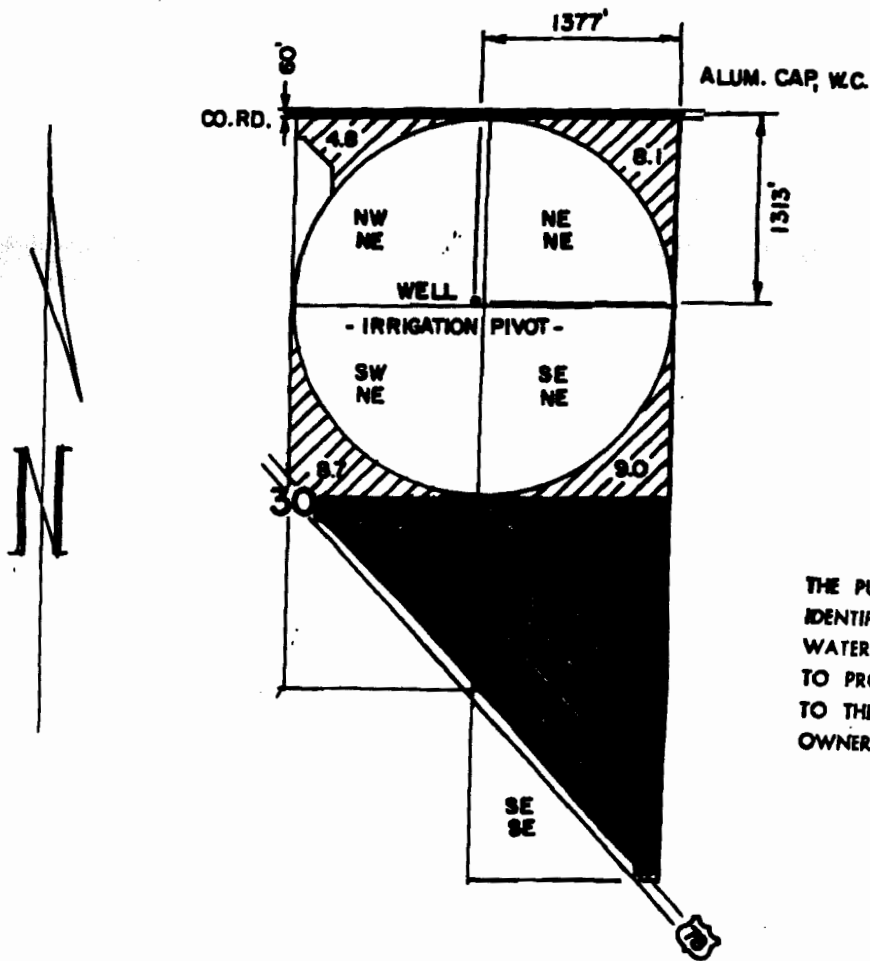 1377'
60'
ALUM. CAP, W.C.
CO.RD.
4.8
8.1
1313'
NW
NE
NE
NE
WELL
- IRRIGATION PIVOT -
SW
NE
SE
NE
8.7
9.0
30
N
THE PU
IDENTIF
WATER
TO PRO
TO THE
OWNER
SE
SE